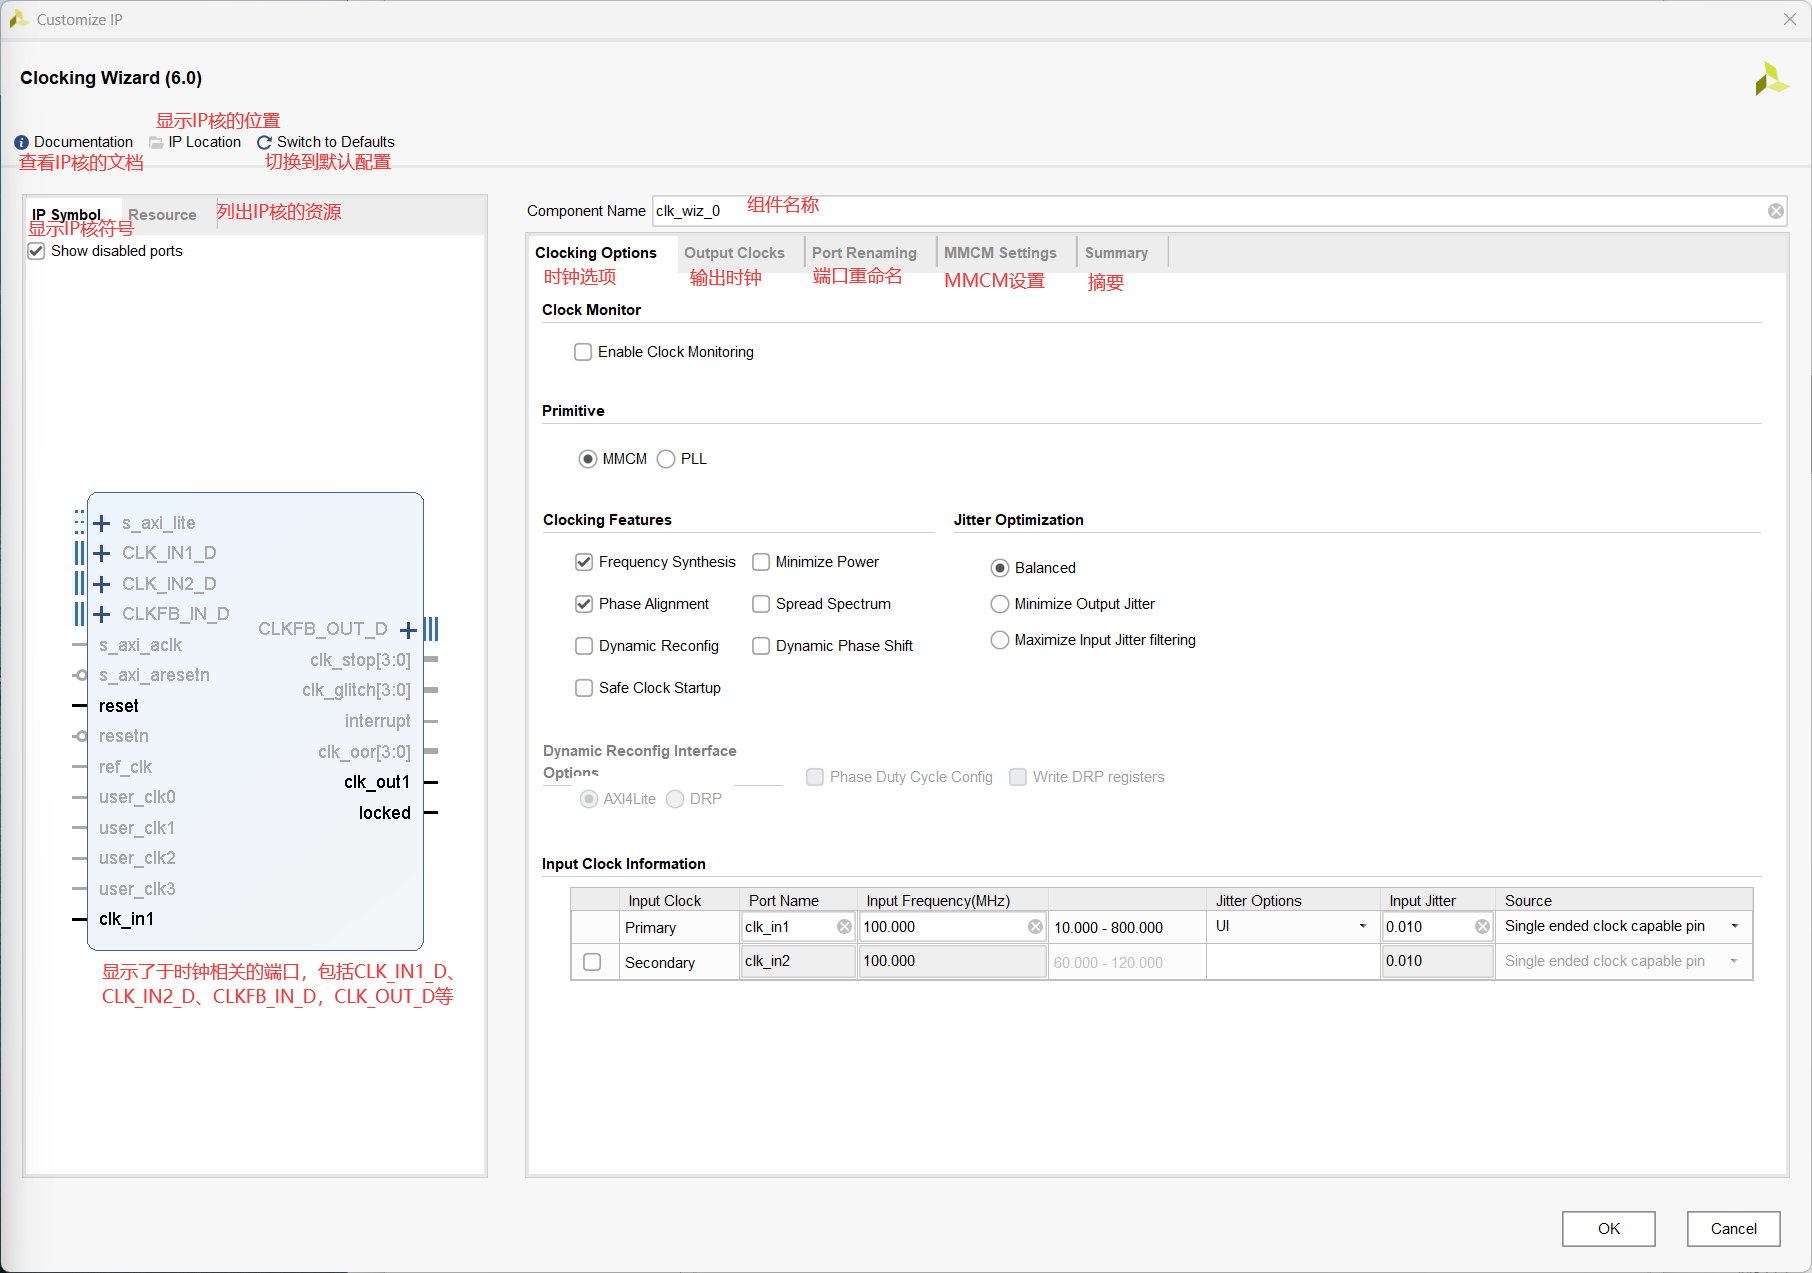 Customize IP
Clocking Wizard (6.0)
显示IP核的位置
Documentation IP Location Switch to Defaults
查看IP核的文档 切换到默认配置
IP Symbol Resource 列出IP核的资源
显示IP核符号
Show disabled ports
s_axi_lite
CLK_IN1_D
CLK_IN2_D
CLKFB_IN_D
s_axi_aclk
s_axi_aresetn
reset
resetn
ref_clk
user_clk0
user_clk1
user_clk2
user_clk3
clk_in1
CLKFB_OUT_D
clk_stop[3:0]
clk_glitch[3:0]
interrupt
clk_oor[3:0]
clk_out1
locked
显示了于时钟相关的端口，包括CLK_IN1_D、
CLK_IN2_D、CLKFB_IN_D，CLK_OUT_D等
Component Name clk_wiz_0 组件名称
Clocking Options Output Clocks Port Renaming MMCM Settings Summary
时钟选项 输出时钟 端口重命名 MMCM设置 摘要
Clock Monitor
Enable Clock Monitoring
Primitive
MMCM PLL
Clocking Features
Frequency Synthesis Minimize Power
Phase Alignment Spread Spectrum
Dynamic Reconfig Dynamic Phase Shift
Safe Clock Startup
Jitter Optimization
Balanced
Minimize Output Jitter
Maximize Input Jitter filtering
Dynamic Reconfig Interface
Options
AXI4Lite DRP
Phase Duty Cycle Config Write DRP registers
Input Clock Information
Input Clock Port Name Input Frequency(MHz) Jitter Options Input Jitter Source
Primary clk_in1 100.000 10.000 - 800.000 UI 0.010 Single ended clock capable pin
Secondary clk_in2 100.000 60.000 - 120.000 0.010 Single ended clock capable pin
OK Cancel